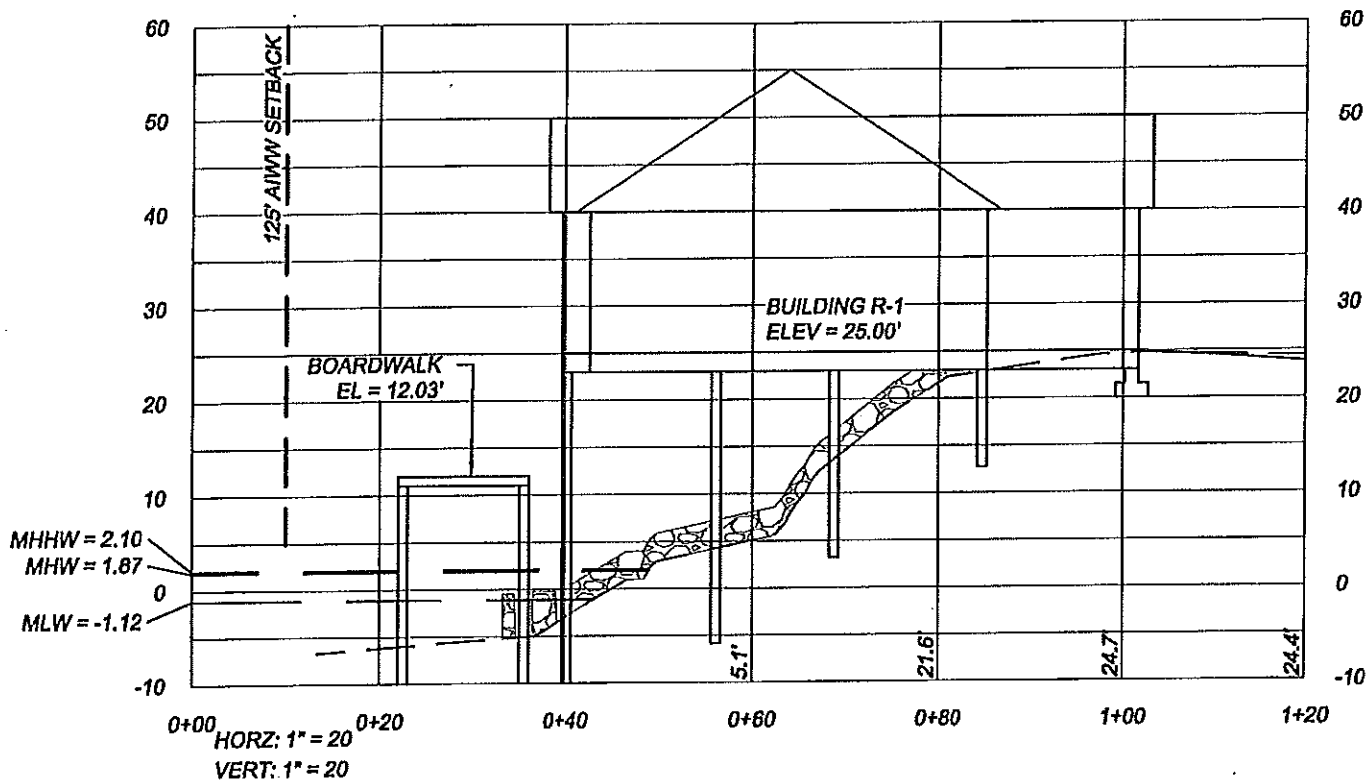 60
50
40
30
20
10
0
-10
60
50
40
30
20
10
0
-10
125' AIWW SETBACK
BUILDING R-1
ELEV = 25.00'
BOARDWALK
EL = 12.03'
MHHW = 2.10
MHW = 1.87
MLW = -1.12
5.1'
21.6'
24.7'
24.4'
0+00
0+20
0+40
0+60
0+80
1+00
1+20
HORZ: 1" = 20
VERT: 1" = 20